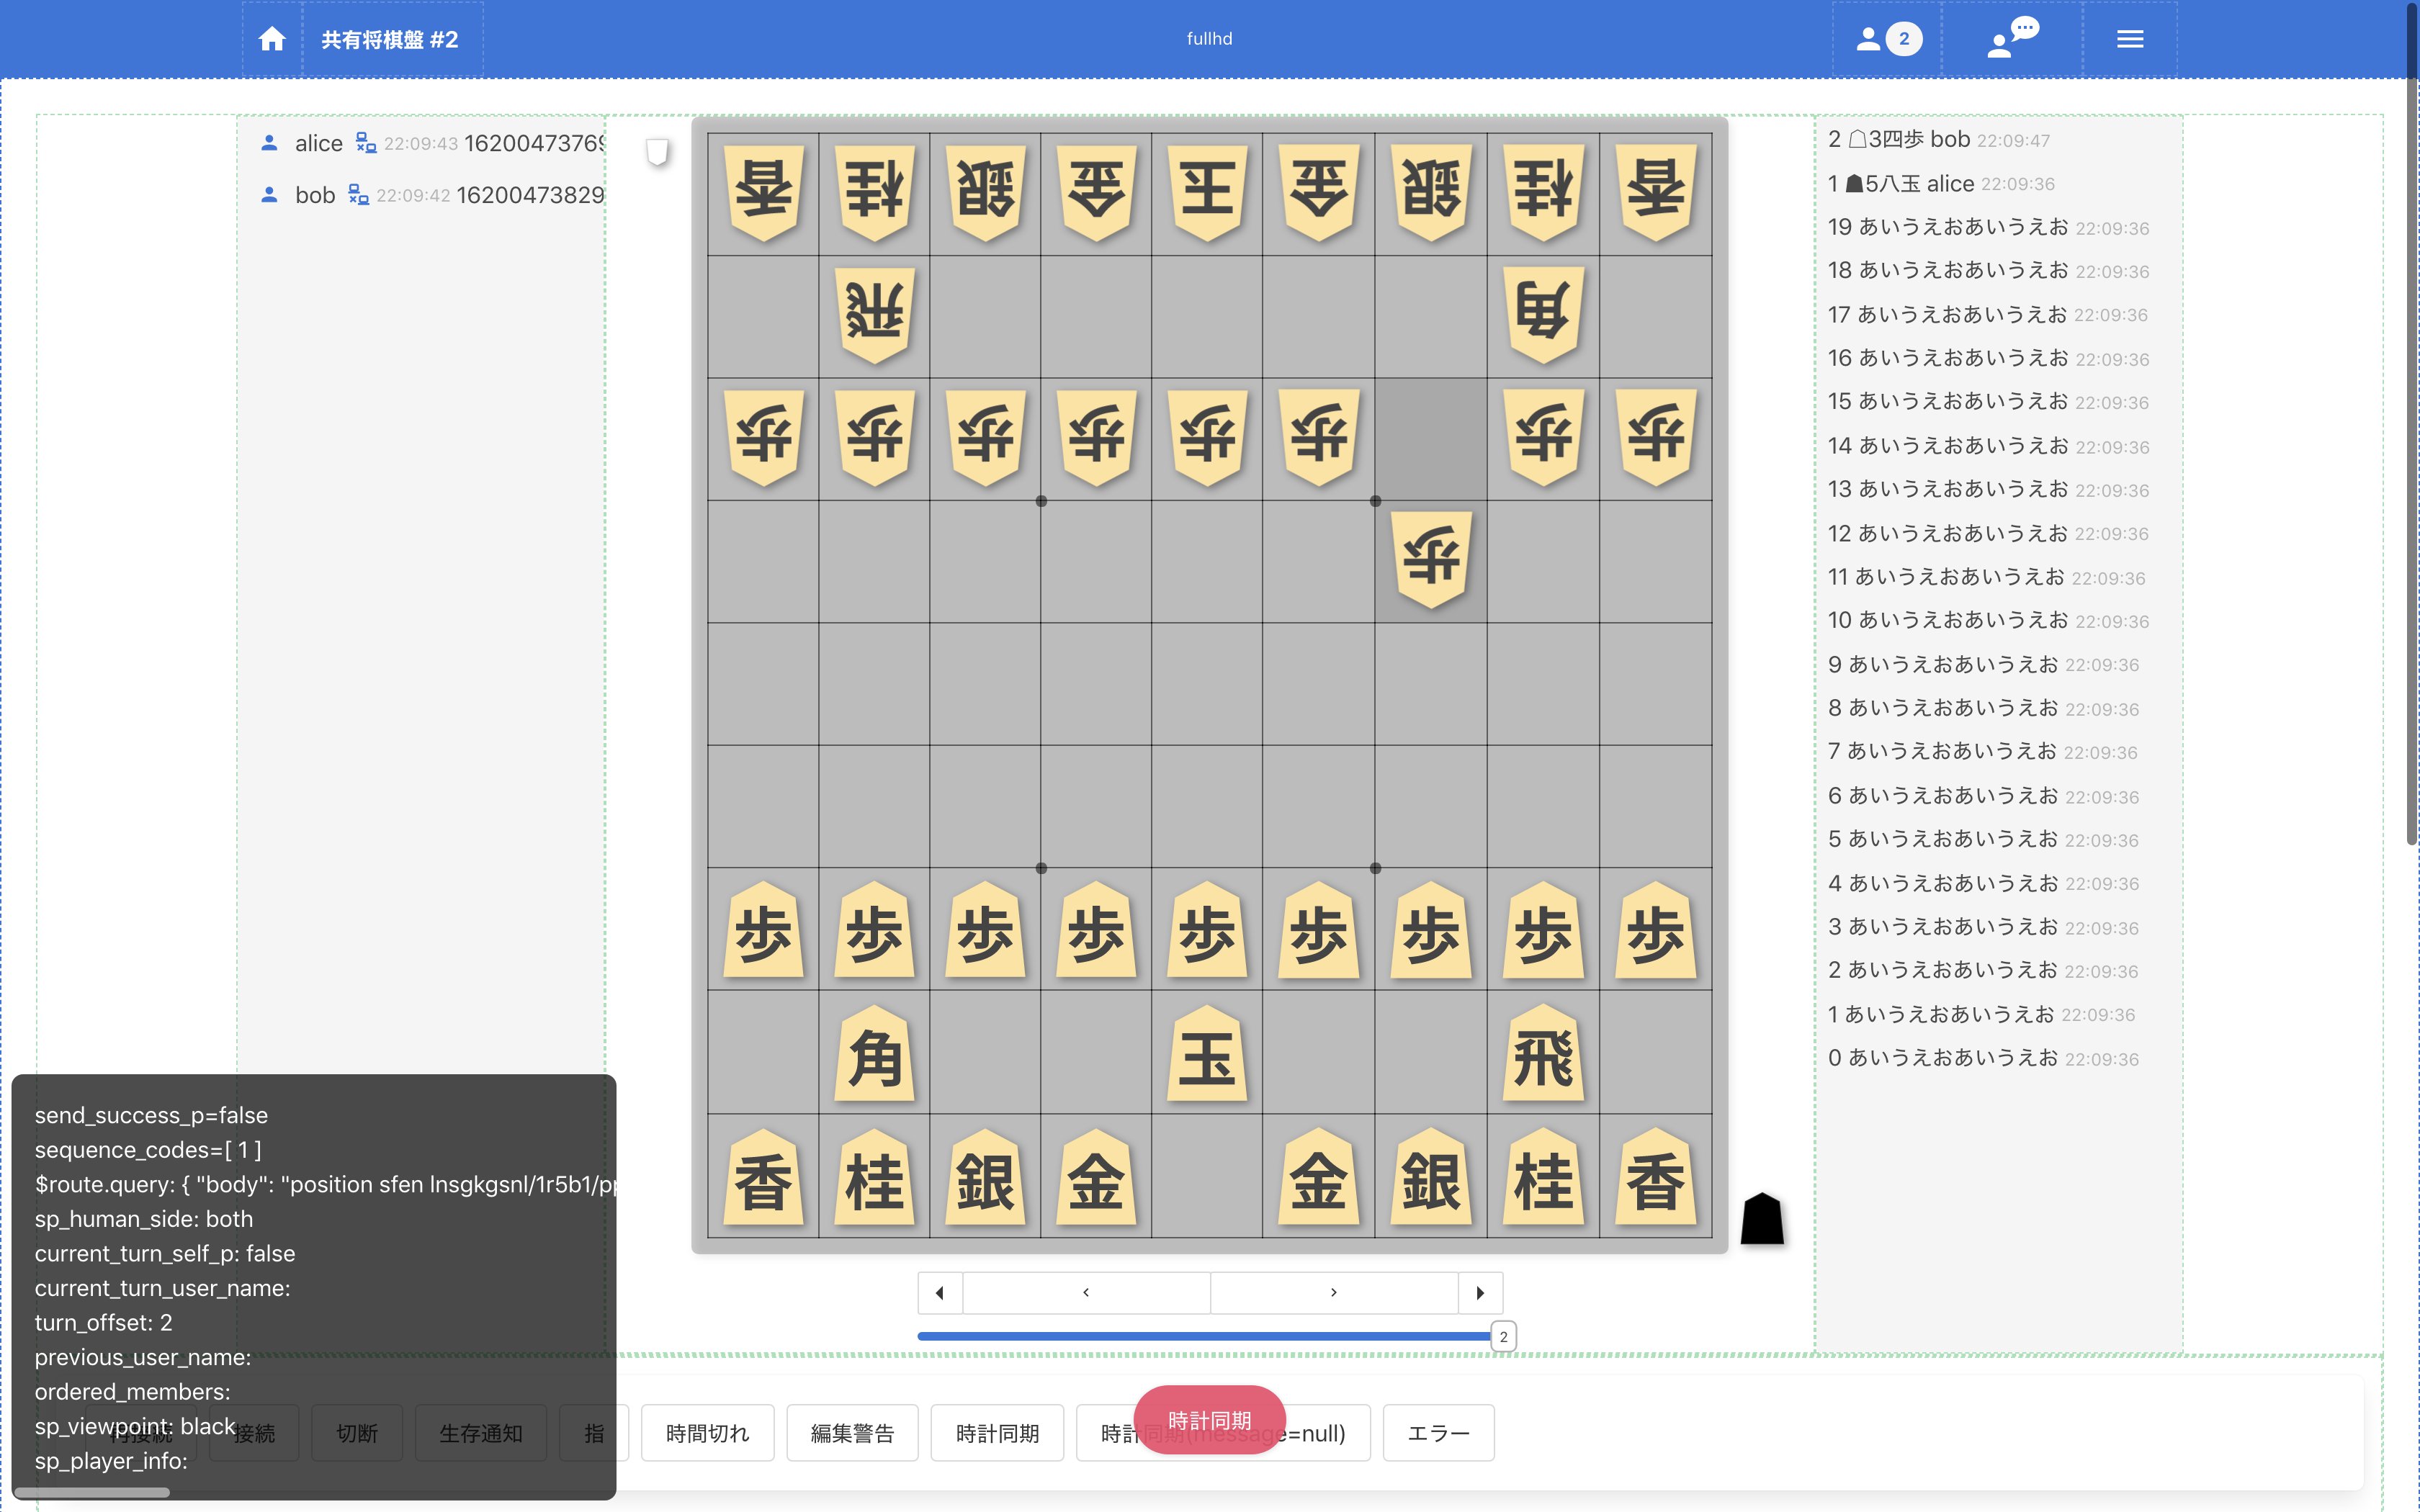 共有将棋盤 #2
fullhd
2
alice 22:09:43 1620047376
bob 22:09:42 16200473829
香 桂 銀 金 玉 金 銀 桂 香
飛 角
歩 歩 歩 歩 歩 歩 歩 歩
歩
歩 歩 歩 歩 歩 歩 歩 歩 歩
角 玉 飛
香 桂 銀 金 金 銀 桂 香
2
2 ☖3四歩 bob 22:09:47
1 ☗5八玉 alice 22:09:36
19 あいうえおあいうえお 22:09:36
18 あいうえおあいうえお 22:09:36
17 あいうえおあいうえお 22:09:36
16 あいうえおあいうえお 22:09:36
15 あいうえおあいうえお 22:09:36
14 あいうえおあいうえお 22:09:36
13 あいうえおあいうえお 22:09:36
12 あいうえおあいうえお 22:09:36
11 あいうえおあいうえお 22:09:36
10 あいうえおあいうえお 22:09:36
9 あいうえおあいうえお 22:09:36
8 あいうえおあいうえお 22:09:36
7 あいうえおあいうえお 22:09:36
6 あいうえおあいうえお 22:09:36
5 あいうえおあいうえお 22:09:36
4 あいうえおあいうえお 22:09:36
3 あいうえおあいうえお 22:09:36
2 あいうえおあいうえお 22:09:36
1 あいうえおあいうえお 22:09:36
0 あいうえおあいうえお 22:09:36
send_success_p=false
sequence_codes=[ 1 ]
$route.query: { "body": "position sfen lnsgkgsnl/1r5b1/p
sp_human_side: both
current_turn_self_p: false
current_turn_user_name:
turn_offset: 2
previous_user_name:
ordered_members:
sp_viewpoint: black
sp_player_info:
接続 切断 生存通知 指 時間切れ 編集警告 時計同期 エラー
時計同期